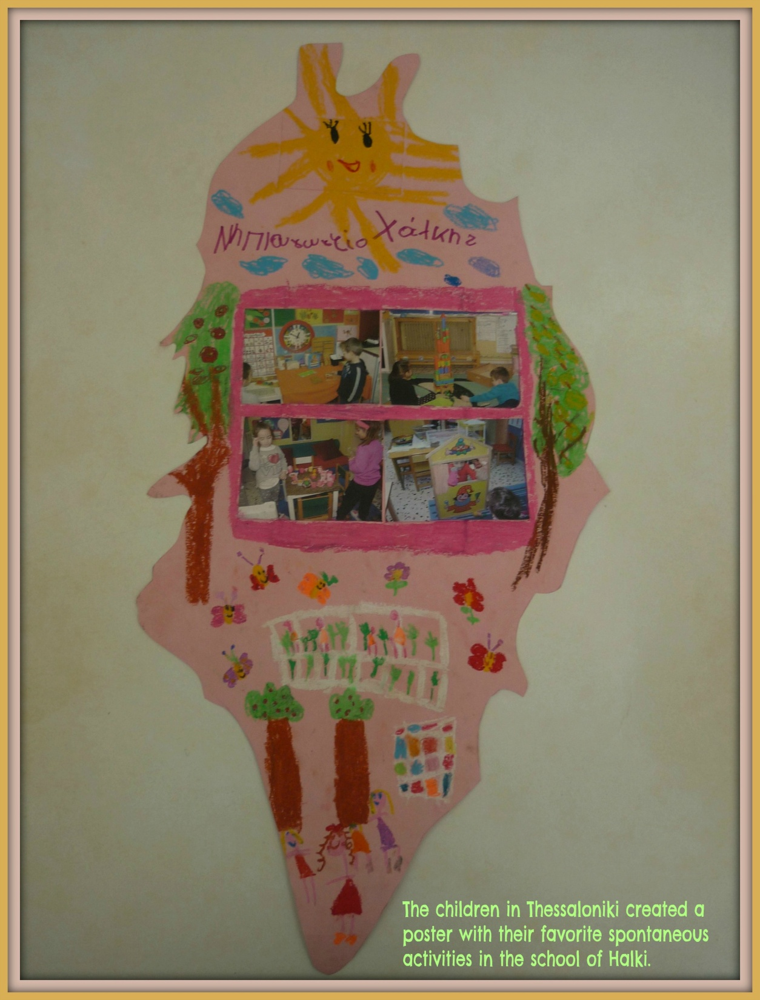 Νηπιαγωγείο Χάλκης
The children in Thessaloniki created a
poster with their favorite spontaneous
activities in the school of Halki.